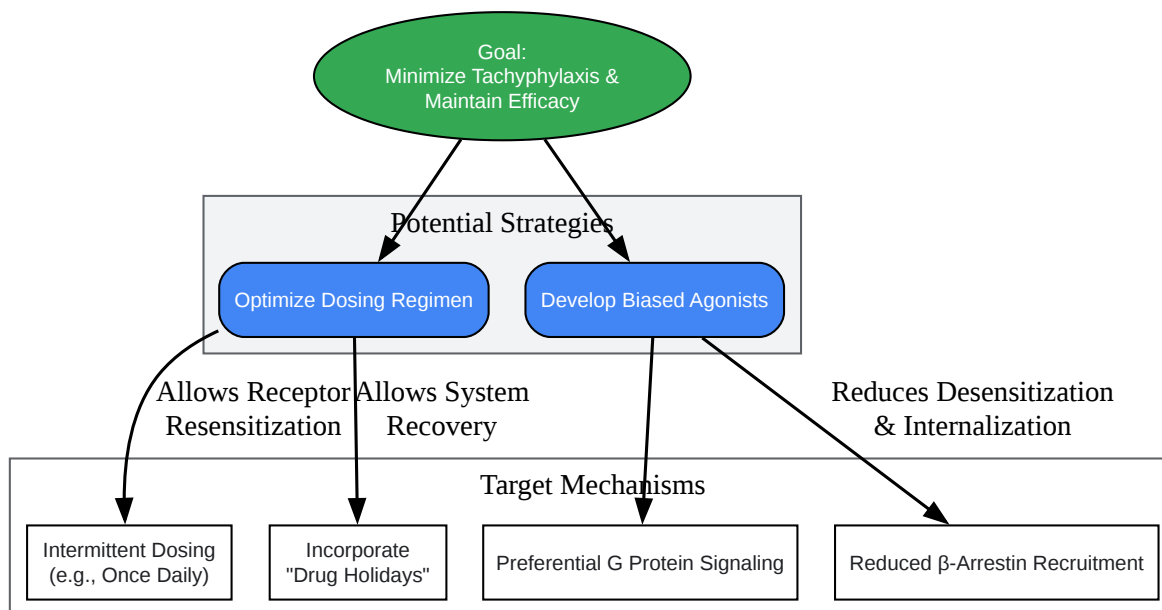 Goal:
Minimize Tachyphylaxis &
Maintain Efficacy
Potential Strategies
Optimize Dosing Regimen
Develop Biased Agonists
Allows Receptor
Resensitization
Allows System
Recovery
Reduces Desensitization
& Internalization
Target Mechanisms
Intermittent Dosing
(e.g., Once Daily)
Incorporate
"Drug Holidays"
Preferential G Protein Signaling
Reduced β-Arrestin Recruitment